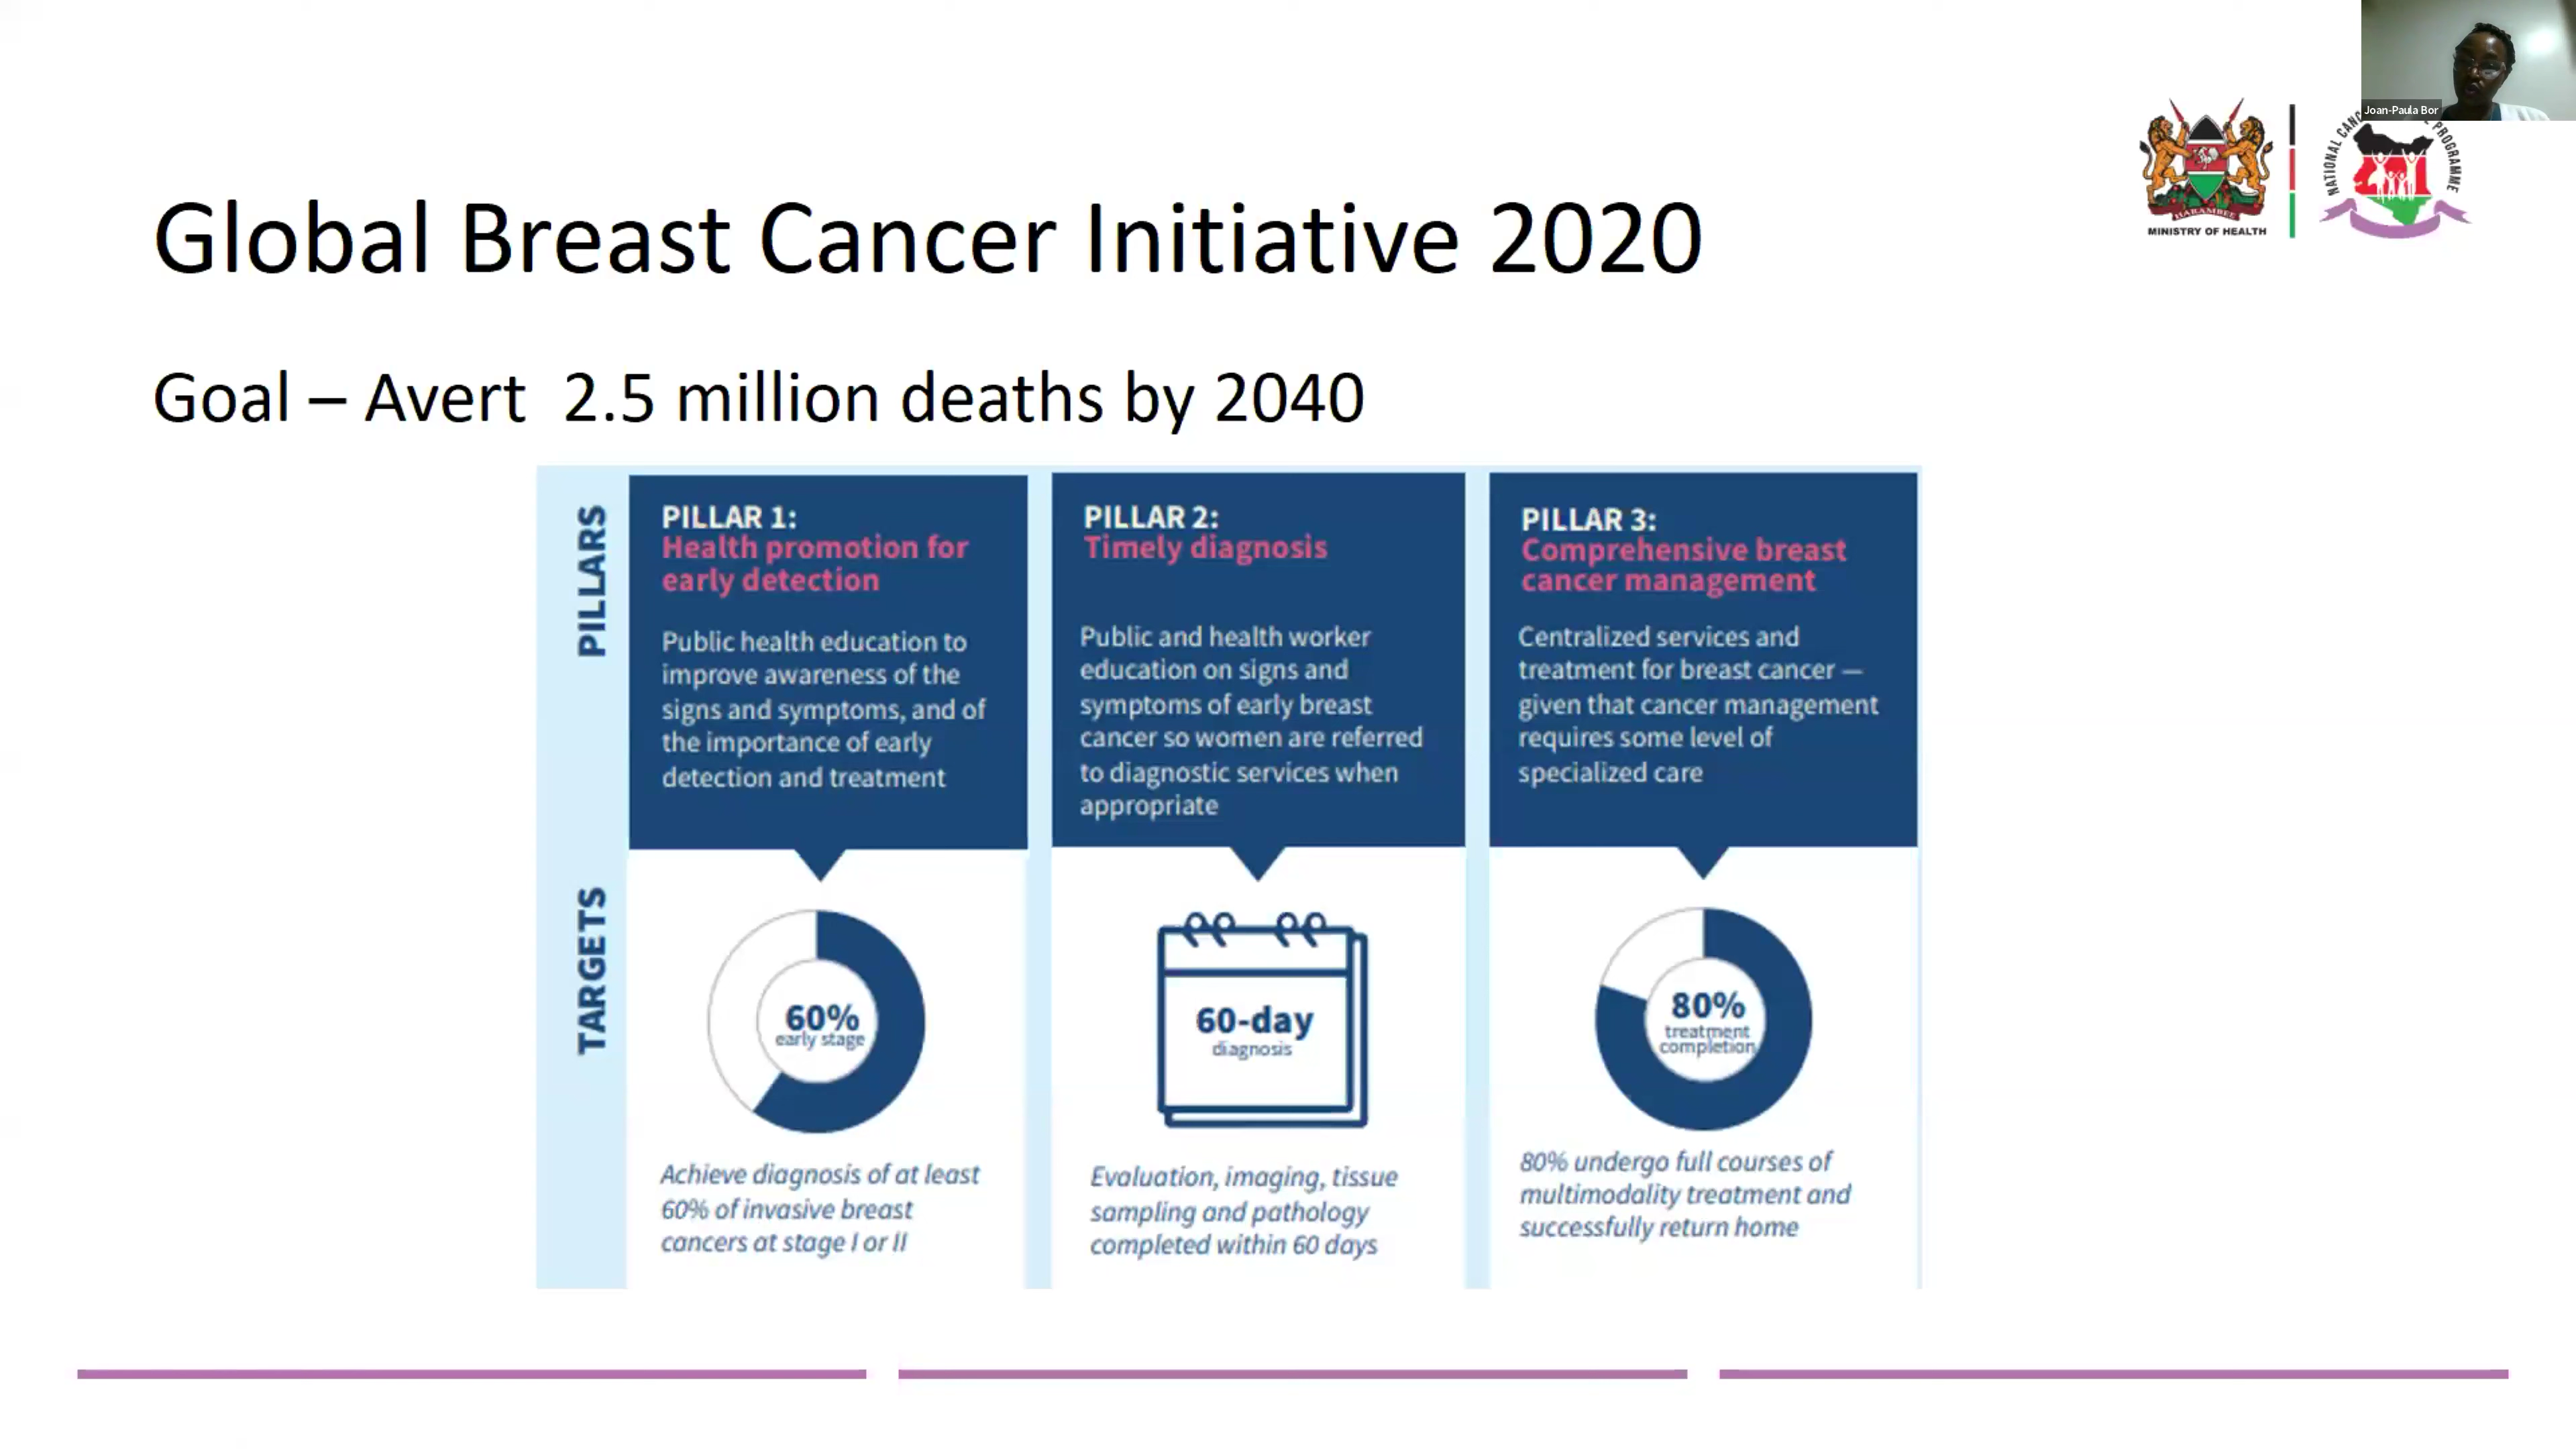 Joan-Paula Bor
HARAMBEE
MINISTRY OF HEALTH
NATIONAL PROGRAMME
Global Breast Cancer Initiative 2020
Goal – Avert 2.5 million deaths by 2040
PILLARS
PILLAR 1:
Health promotion for
early detection
Public health education to
improve awareness of the
signs and symptoms, and of
the importance of early
detection and treatment
PILLAR 2:
Timely diagnosis
Public and health worker
education on signs and
symptoms of early breast
cancer so women are referred
to diagnostic services when
appropriate
PILLAR 3:
Comprehensive breast
cancer management
Centralized services and
treatment for breast cancer —
given that cancer management
requires some level of
specialized care
TARGETS
60%
early stage
Achieve diagnosis of at least
60% of invasive breast
cancers at stage I or II
60-day
diagnosis
Evaluation, imaging, tissue
sampling and pathology
completed within 60 days
80%
treatment
completion
80% undergo full courses of
multimodality treatment and
successfully return home